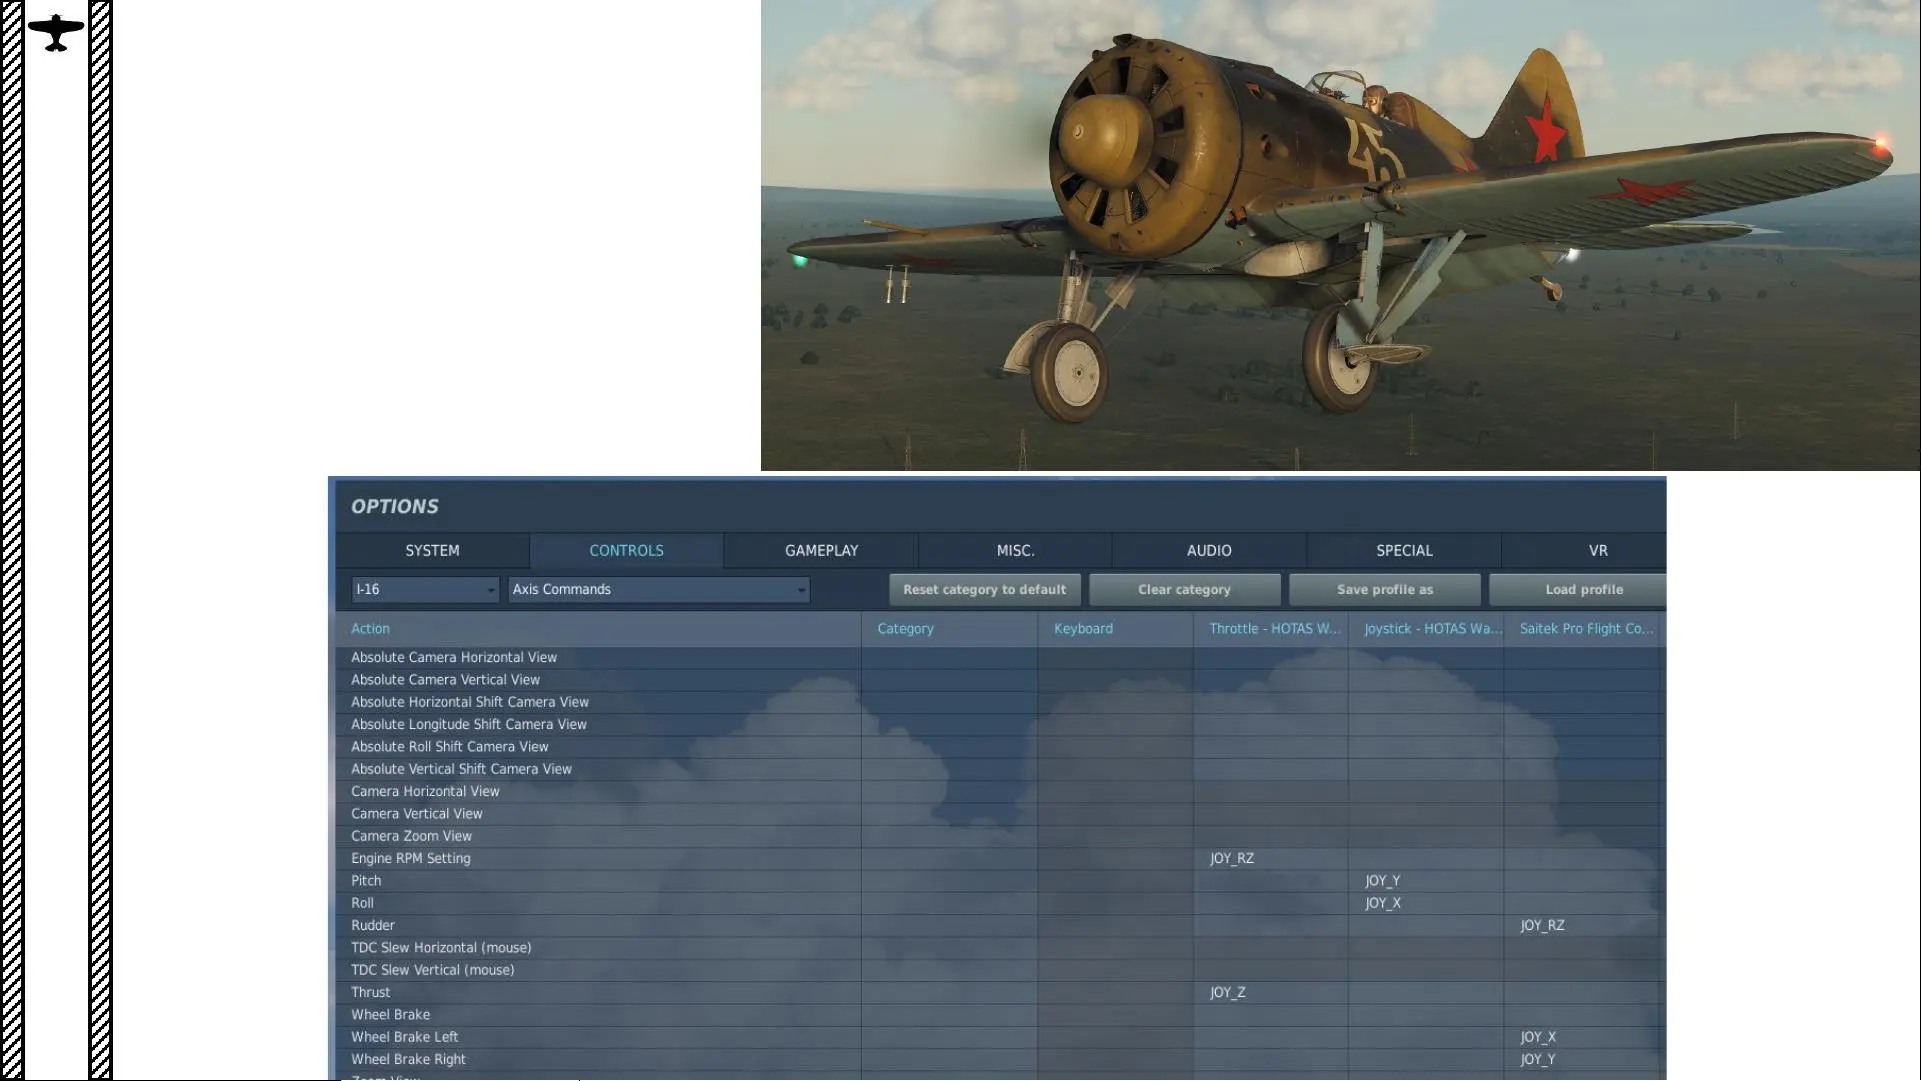 45
OPTIONS
SYSTEM CONTROLS GAMEPLAY MISC. AUDIO SPECIAL VR
I-16 Axis Commands Reset category to default Clear category Save profile as Load profile
Action Category Keyboard Throttle - HOTAS W... Joystick - HOTAS Wa... Saitek Pro Flight Co...
Absolute Camera Horizontal View
Absolute Camera Vertical View
Absolute Horizontal Shift Camera View
Absolute Longitude Shift Camera View
Absolute Roll Shift Camera View
Absolute Vertical Shift Camera View
Camera Horizontal View
Camera Vertical View
Camera Zoom View
Engine RPM Setting JOY_RZ
Pitch JOY_Y
Roll JOY_X
Rudder JOY_RZ
TDC Slew Horizontal (mouse)
TDC Slew Vertical (mouse)
Thrust JOY_Z
Wheel Brake
Wheel Brake Left JOY_X
Wheel Brake Right JOY_Y
Zoom View